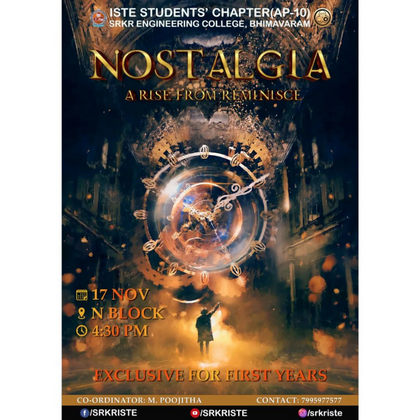 ISTE STUDENTS' CHAPTER(AP-10)
SRKR ENGINEERING COLLEGE, BHIMAVARAM
NOSTALGIA
A RISE FROM REMINISCE
17 NOV
N BLOCK
4:30 PM
EXCLUSIVE FOR FIRST YEARS
CO-ORDINATOR: M. POOJITHA CONTACT: 7995977577
/SRKRISTE /SRKRISTE /srkriste